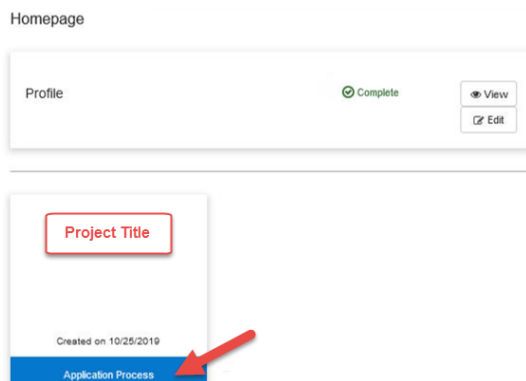 Homepage
Profile
Complete
View
Edit
Project Title
Created on 10/25/2019
Application Process